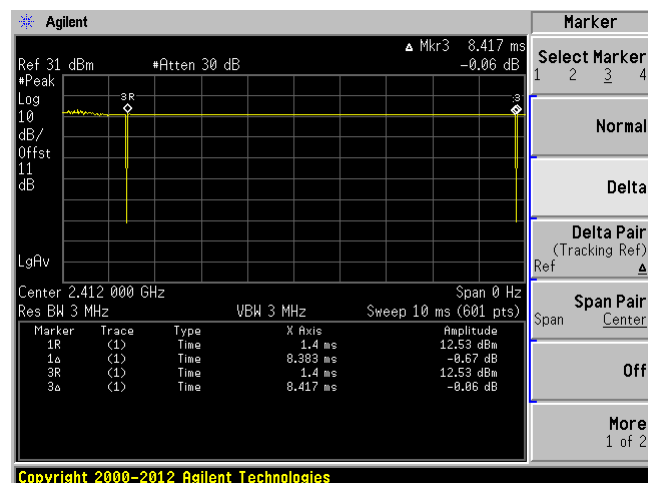 Agilent
Marker
Δ Mkr3 8.417 ms
Ref 31 dBm #Atten 30 dB -0.06 dB
#Peak
Log
10
dB/
Offst
11
dB
3R
3
LgAv
Center 2.412 000 GHz Span 0 Hz
Res BW 3 MHz VBW 3 MHz Sweep 10 ms (601 pts)
Marker Trace Type X Axis Amplitude
1R (1) Time 1.4 ms 12.53 dBm
1Δ (1) Time 8.383 ms -0.67 dB
3R (1) Time 1.4 ms 12.53 dBm
3Δ (1) Time 8.417 ms -0.06 dB
Copyright 2000-2012 Agilent Technologies
Select Marker
1 2 3 4
Normal
Delta
Delta Pair
(Tracking Ref)
Ref Δ
Span Pair
Span Center
Off
More
1 of 2